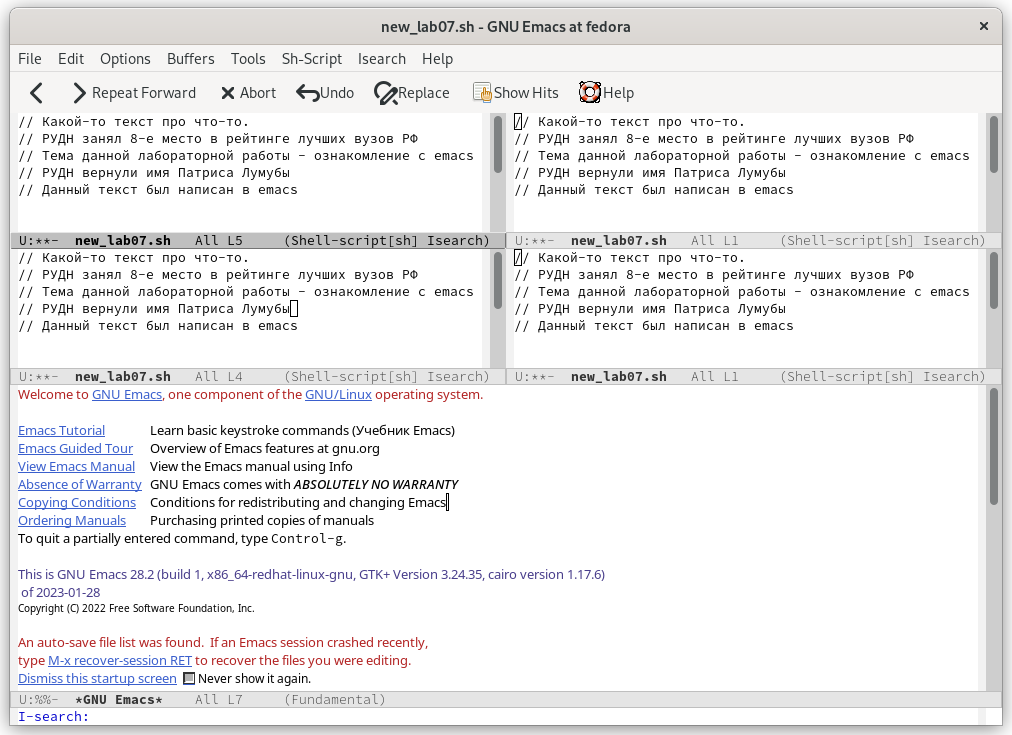 new_lab07.sh - GNU Emacs at fedora
File Edit Options Buffers Tools Sh-Script Isearch Help
Repeat Forward Abort Undo Replace Show Hits Help
// Какой-то текст про что-то.
// РУДН занял 8-е место в рейтинге лучших вузов РФ
// Тема данной лабораторной работы - ознакомление с emacs
// РУДН вернули имя Патриса Лумубы
// Данный текст был написан в emacs
U:**- new_lab07.sh All L5 (Shell-script[sh] Isearch)
// Какой-то текст про что-то.
// РУДН занял 8-е место в рейтинге лучших вузов РФ
// Тема данной лабораторной работы - ознакомление с emacs
// РУДН вернули имя Патриса Лумубы
// Данный текст был написан в emacs
U:**- new_lab07.sh All L1 (Shell-script[sh] Isearch)
// Какой-то текст про что-то.
// РУДН занял 8-е место в рейтинге лучших вузов РФ
// Тема данной лабораторной работы - ознакомление с emacs
// РУДН вернули имя Патриса Лумубы
// Данный текст был написан в emacs
U:**- new_lab07.sh All L4 (Shell-script[sh] Isearch)
// Какой-то текст про что-то.
// РУДН занял 8-е место в рейтинге лучших вузов РФ
// Тема данной лабораторной работы - ознакомление с emacs
// РУДН вернули имя Патриса Лумубы
// Данный текст был написан в emacs
U:**- new_lab07.sh All L1 (Shell-script[sh] Isearch)
Welcome to GNU Emacs, one component of the GNU/Linux operating system.
Emacs Tutorial Learn basic keystroke commands (Учебник Emacs)
Emacs Guided Tour Overview of Emacs features at gnu.org
View Emacs Manual View the Emacs manual using Info
Absence of Warranty GNU Emacs comes with ABSOLUTELY NO WARRANTY
Copying Conditions Conditions for redistributing and changing Emacs
Ordering Manuals Purchasing printed copies of manuals
To quit a partially entered command, type Control-g.
This is GNU Emacs 28.2 (build 1, x86_64-redhat-linux-gnu, GTK+ Version 3.24.35, cairo version 1.17.6)
of 2023-01-28
Copyright (C) 2022 Free Software Foundation, Inc.
An auto-save file list was found. If an Emacs session crashed recently,
type M-x recover-session RET to recover the files you were editing.
Dismiss this startup screen Never show it again.
U:%%- *GNU Emacs* All L7 (Fundamental)
I-search: